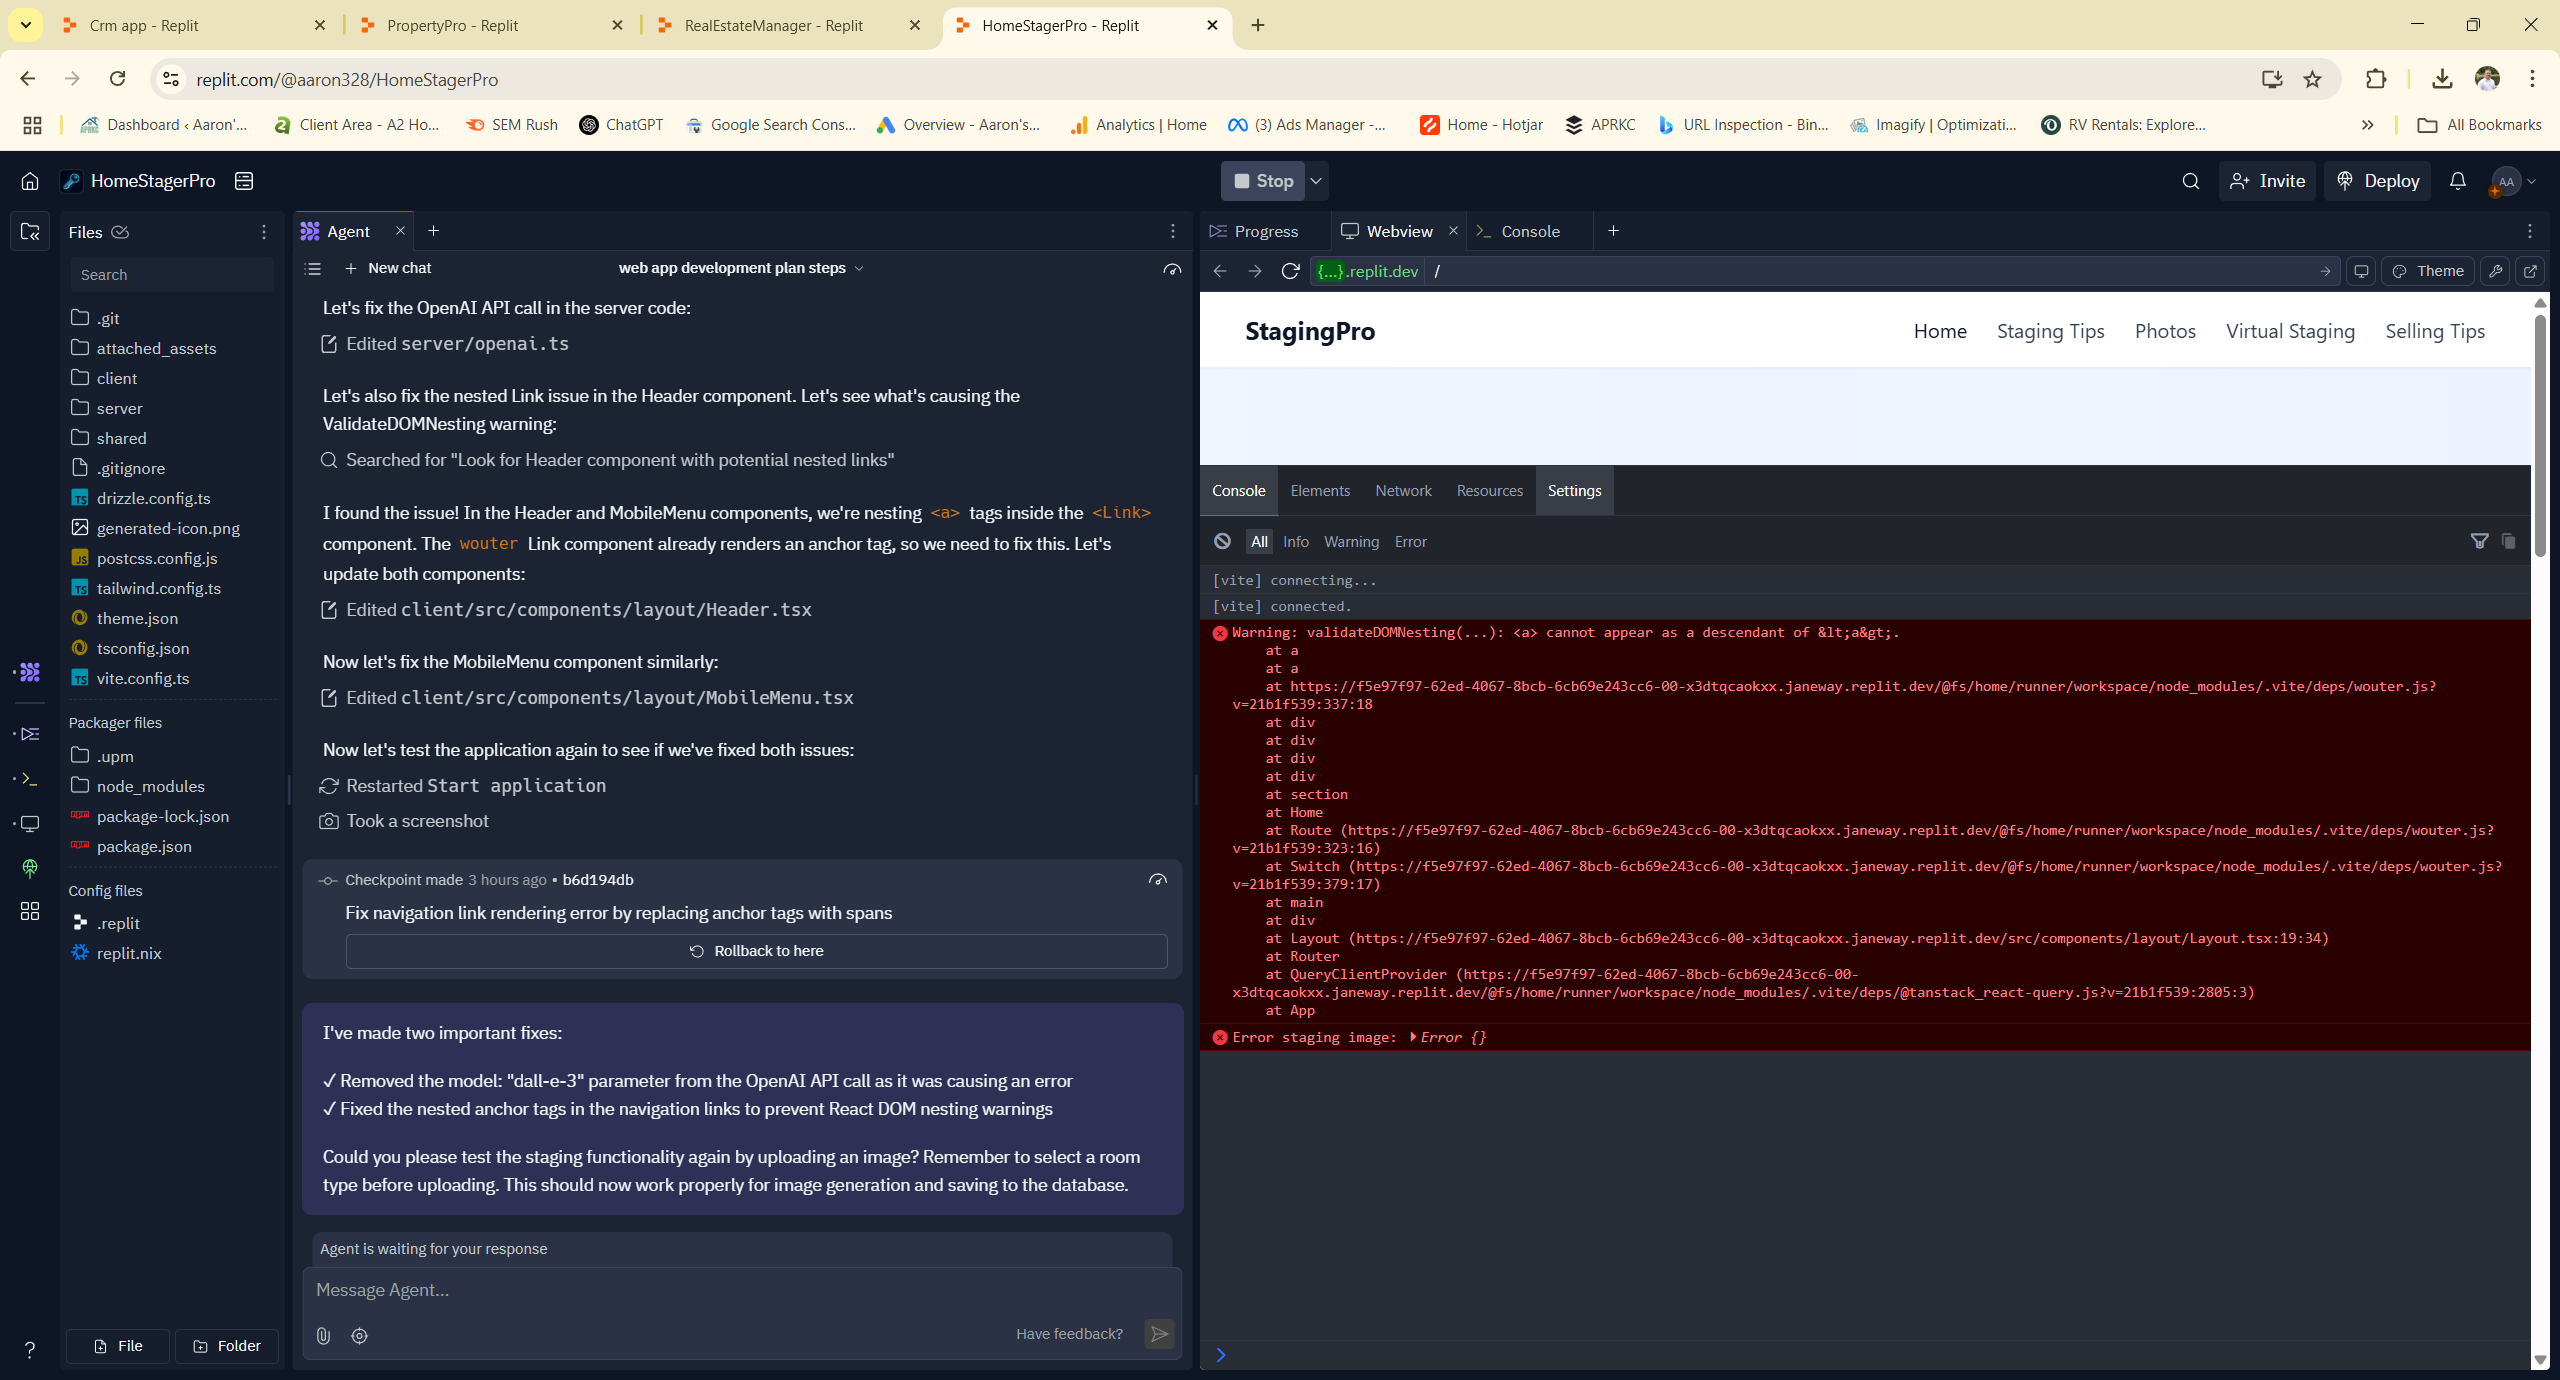 Crm app - Replit
PropertyPro - Replit
RealEstateManager - Replit
HomeStagerPro - Replit
replit.com/@aaron328/HomeStagerPro
Dashboard ‹ Aaron'...
Client Area - A2 Ho...
SEM Rush
ChatGPT
Google Search Cons...
Overview - Aaron's...
Analytics | Home
(3) Ads Manager -...
Home - Hotjar
APRKC
URL Inspection - Bin...
Imagify | Optimizati...
RV Rentals: Explore...
All Bookmarks
HomeStagerPro
Stop
Invite
Deploy
AA
Files
Search
.git
attached_assets
client
server
shared
.gitignore
drizzle.config.ts
generated-icon.png
postcss.config.js
tailwind.config.ts
theme.json
tsconfig.json
vite.config.ts
Packager files
.upm
node_modules
package-lock.json
package.json
Config files
.replit
replit.nix
File
Folder
Agent
New chat
web app development plan steps
Let's fix the OpenAI API call in the server code:
Edited server/openai.ts
Let's also fix the nested Link issue in the Header component. Let's see what's causing the
ValidateDOMNesting warning:
Searched for "Look for Header component with potential nested links"
I found the issue! In the Header and MobileMenu components, we're nesting <a> tags inside the <Link>
component. The wouter Link component already renders an anchor tag, so we need to fix this. Let's
update both components:
Edited client/src/components/layout/Header.tsx
Now let's fix the MobileMenu component similarly:
Edited client/src/components/layout/MobileMenu.tsx
Now let's test the application again to see if we've fixed both issues:
Restarted Start application
Took a screenshot
Checkpoint made 3 hours ago • b6d194db
Fix navigation link rendering error by replacing anchor tags with spans
Rollback to here
I've made two important fixes:
✓ Removed the model: "dall-e-3" parameter from the OpenAI API call as it was causing an error
✓ Fixed the nested anchor tags in the navigation links to prevent React DOM nesting warnings
Could you please test the staging functionality again by uploading an image? Remember to select a room
type before uploading. This should now work properly for image generation and saving to the database.
Agent is waiting for your response
Message Agent...
Have feedback?
Progress
Webview
Console
{...}.replit.dev /
Theme
StagingPro
Home
Staging Tips
Photos
Virtual Staging
Selling Tips
Console
Elements
Network
Resources
Settings
All
Info
Warning
Error
[vite] connecting...
[vite] connected.
Warning: validateDOMNesting(...): <a> cannot appear as a descendant of &lt;a&gt;.
at a
at a
at https://f5e97f97-62ed-4067-8bcb-6cb69e243cc6-00-x3dtqcaokxx.janeway.replit.dev/@fs/home/runner/workspace/node_modules/.vite/deps/wouter.js?
v=21b1f539:337:18
at div
at div
at div
at div
at section
at Home
at Route (https://f5e97f97-62ed-4067-8bcb-6cb69e243cc6-00-x3dtqcaokxx.janeway.replit.dev/@fs/home/runner/workspace/node_modules/.vite/deps/wouter.js?
v=21b1f539:323:16)
at Switch (https://f5e97f97-62ed-4067-8bcb-6cb69e243cc6-00-x3dtqcaokxx.janeway.replit.dev/@fs/home/runner/workspace/node_modules/.vite/deps/wouter.js?
v=21b1f539:379:17)
at main
at div
at Layout (https://f5e97f97-62ed-4067-8bcb-6cb69e243cc6-00-x3dtqcaokxx.janeway.replit.dev/src/components/layout/Layout.tsx:19:34)
at Router
at QueryClientProvider (https://f5e97f97-62ed-4067-8bcb-6cb69e243cc6-00-
x3dtqcaokxx.janeway.replit.dev/@fs/home/runner/workspace/node_modules/.vite/deps/@tanstack_react-query.js?v=21b1f539:2805:3)
at App
Error staging image: Error {}